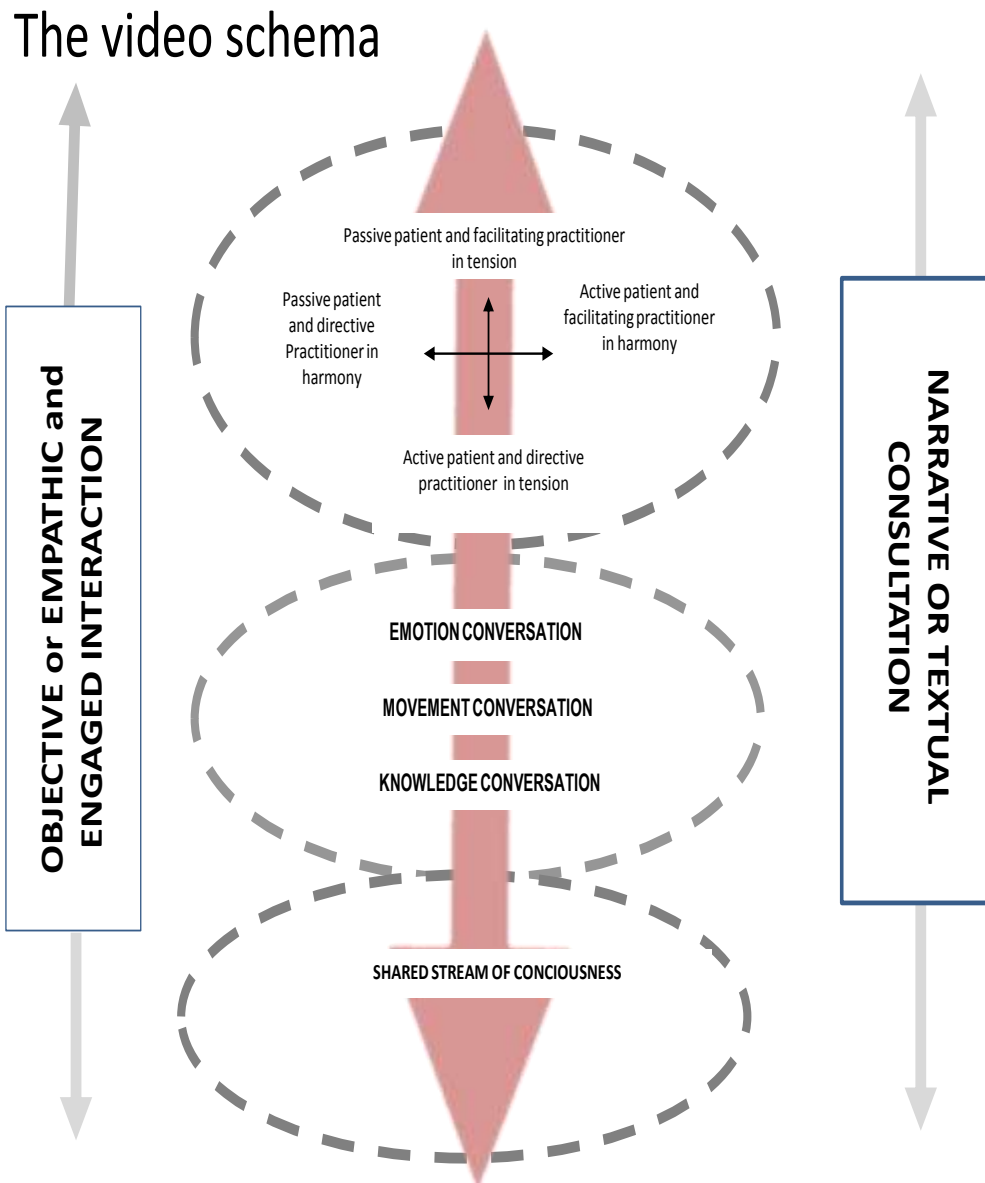 The video schema
Passive patient and facilitating practitioner
in tension
Passive patient
and directive
Practitioner in
harmony
Active patient and
facilitating practitioner
in harmony
Active patient and directive
practitioner in tension
OBJECTIVE or EMPATHIC and
ENGAGED INTERACTION
NARRATIVE OR TEXTUAL
CONSULTATION
EMOTION CONVERSATION
MOVEMENT CONVERSATION
KNOWLEDGE CONVERSATION
SHARED STREAM OF CONCIOUSNESS